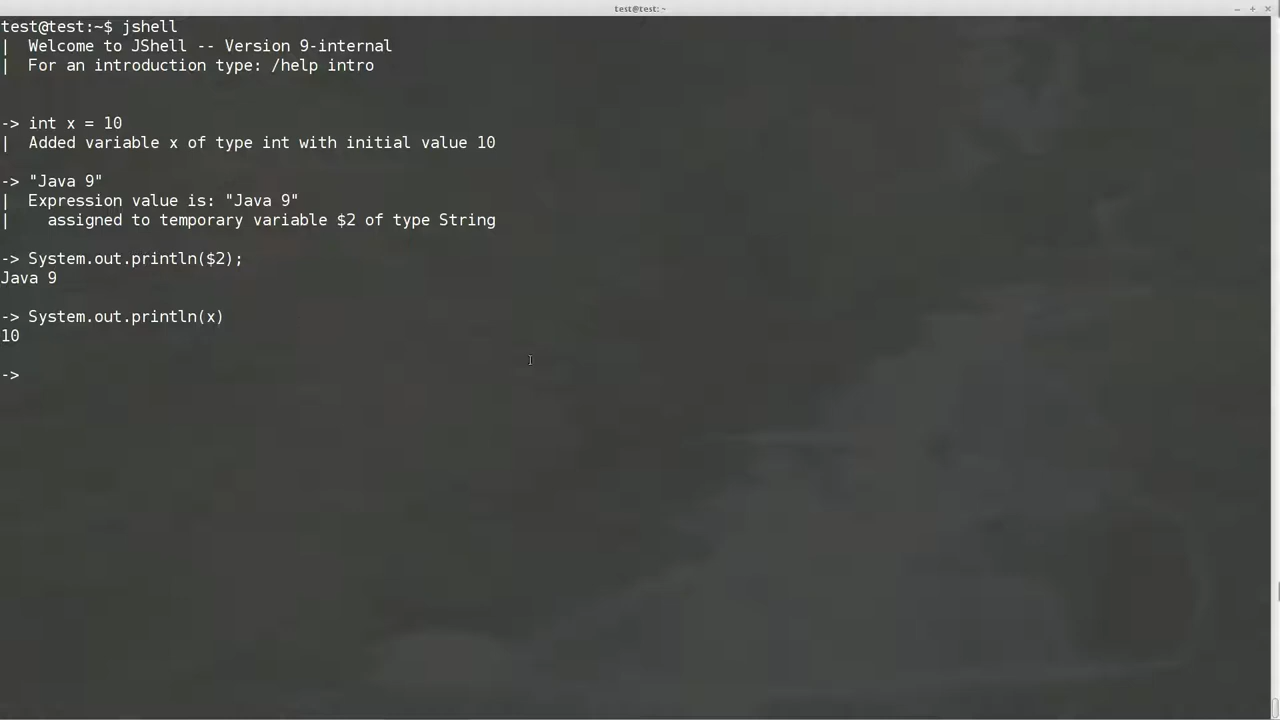 test@test: ~
test@test:~$ jshell
|  Welcome to JShell -- Version 9-internal
|  For an introduction type: /help intro
-> int x = 10
|  Added variable x of type int with initial value 10
-> "Java 9"
|  Expression value is: "Java 9"
|    assigned to temporary variable $2 of type String
-> System.out.println($2);
Java 9
-> System.out.println(x)
10
->